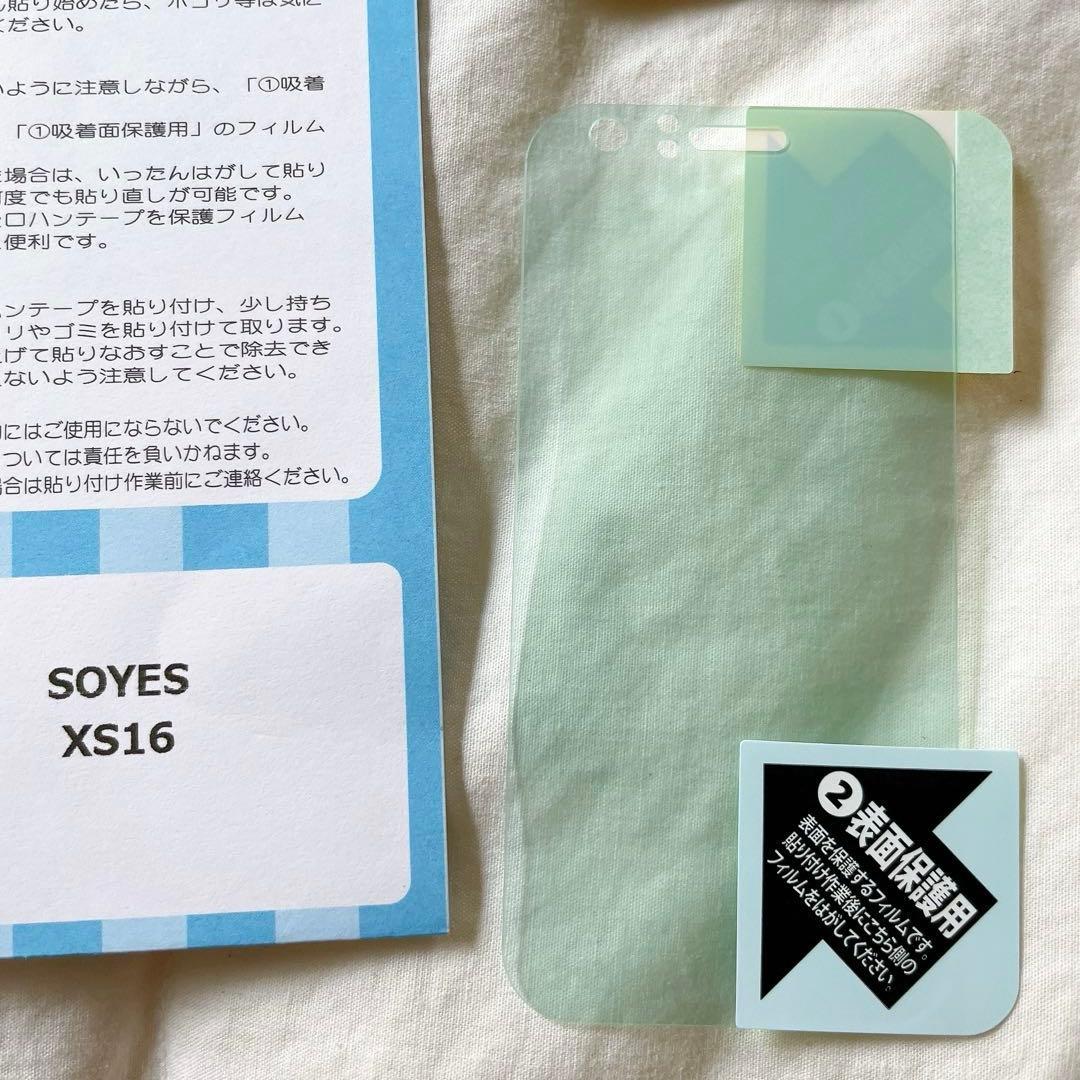 貼り始めたら、ホコリ等は気に
ください。
いように注意しながら、「①吸着
「①吸着面保護用」のフィルム
場合は、いったんはがして貼り
何度でも貼り直しが可能です。
ロハンテープを保護フィルム
便利です。
ハンテープを貼り付け、少し持ち
リやゴミを貼り付けて取ります。
げて貼りなおすことで除去でき
ないよう注意してください。
にはご使用にならないでください。
ついては責任を負いかねます。
場合は貼り付け作業前にご連絡ください。
SOYES
XS16
②表面保護用
表面を保護するフィルムです。
貼り付け作業後にこちら側の
フィルムをはがしてください。